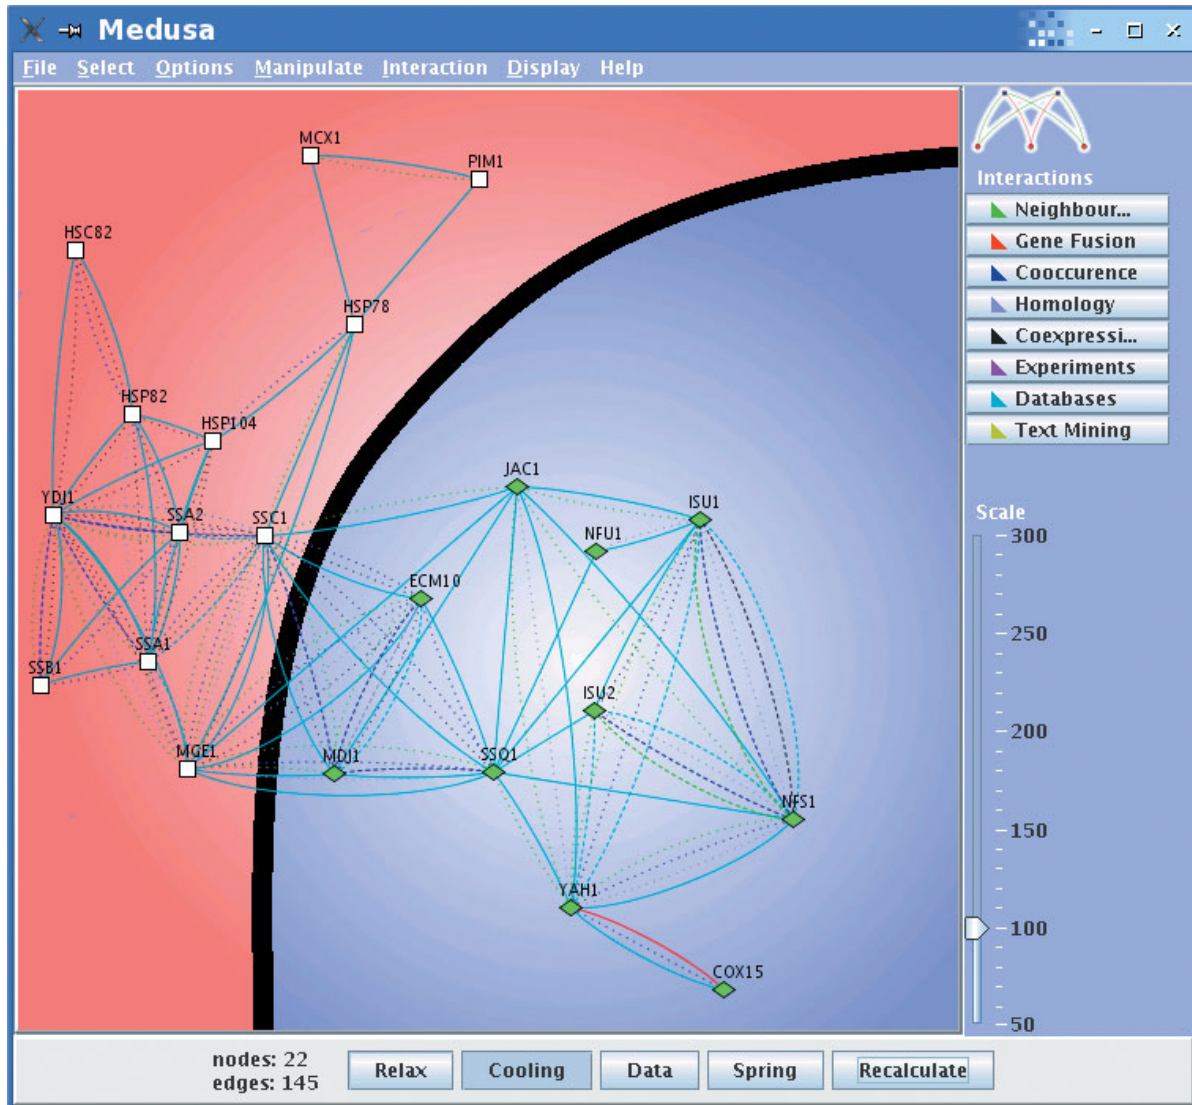 Medusa
File Select Options Manipulate Interaction Display Help
MCX1
PIM1
HSC82
HSP78
HSP82
HSP104
YDJ1
SSA2
SSC1
JAC1
ISU1
NFU1
ECM10
SSA1
SSB1
ISU2
MGE1
MDJ1
SSQ1
NFS1
YAH1
COX15
Interactions
Neighbour...
Gene Fusion
Cooccurence
Homology
Coexpressi...
Experiments
Databases
Text Mining
Scale
300
250
200
150
100
50
nodes: 22
edges: 145
Relax
Cooling
Data
Spring
Recalculate